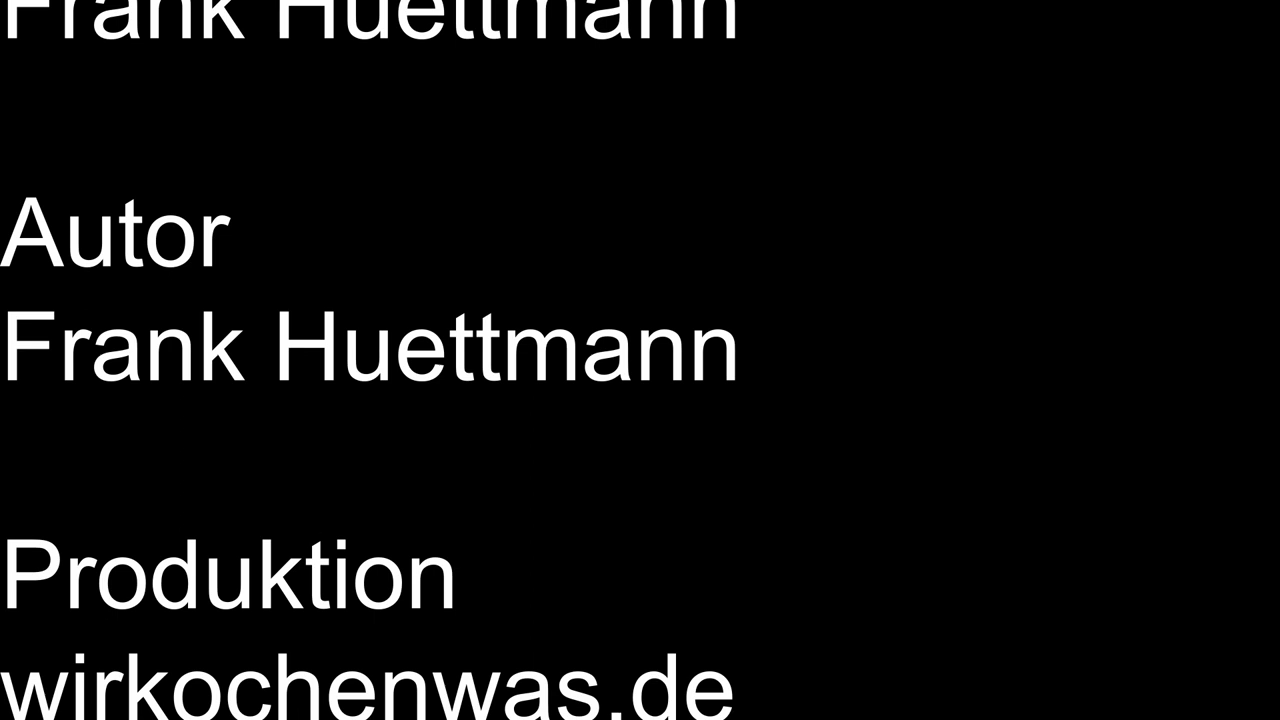 Frank Huettmann
Autor
Frank Huettmann
Produktion
wirkochenwas.de